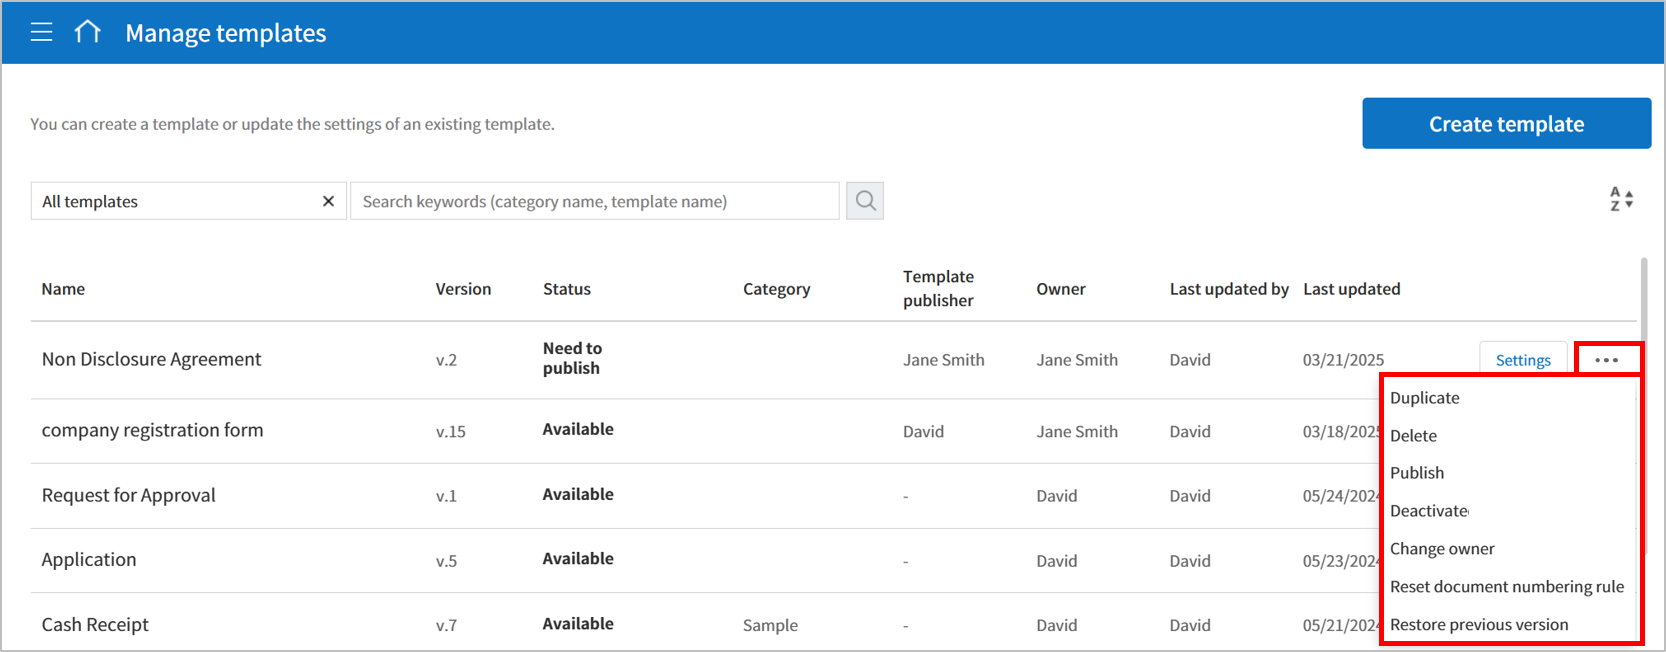 Manage templates
You can create a template or update the settings of an existing template.
Create template
All templates
Search keywords (category name, template name)
A
Z
Name Version Status Category Template publisher Owner Last updated by Last updated
Non Disclosure Agreement v.2 Need to publish Jane Smith Jane Smith David 03/21/2025 Settings
company registration form v.15 Available David Jane Smith David 03/18/2025
Request for Approval v.1 Available - David David 05/24/2024
Application v.5 Available - David David 05/23/2024
Cash Receipt v.7 Available Sample - David David 05/21/2024
Duplicate
Delete
Publish
Deactivate
Change owner
Reset document numbering rule
Restore previous version